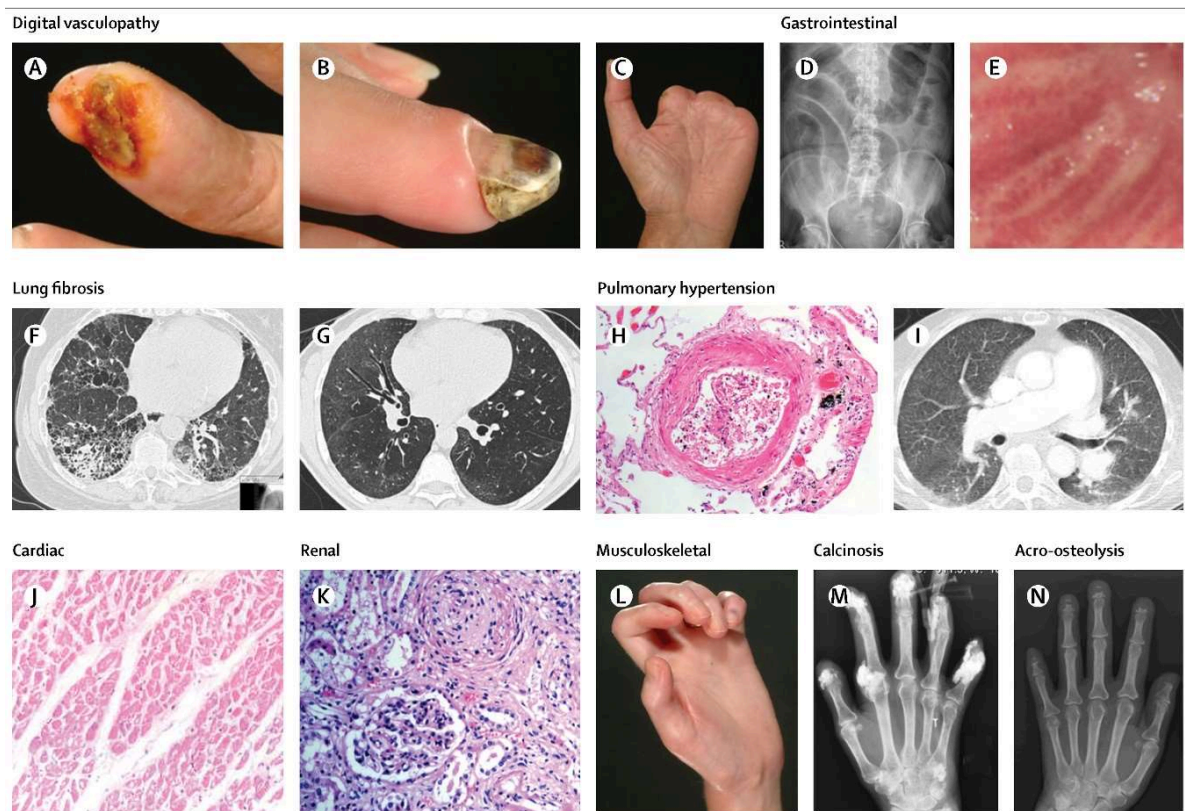 Digital vasculopathy
Gastrointestinal
A
B
C
D
E
Lung fibrosis
Pulmonary hypertension
F
G
H
I
Cardiac
Renal
Musculoskeletal
Calcinosis
Acro-osteolysis
J
K
L
M
N
T